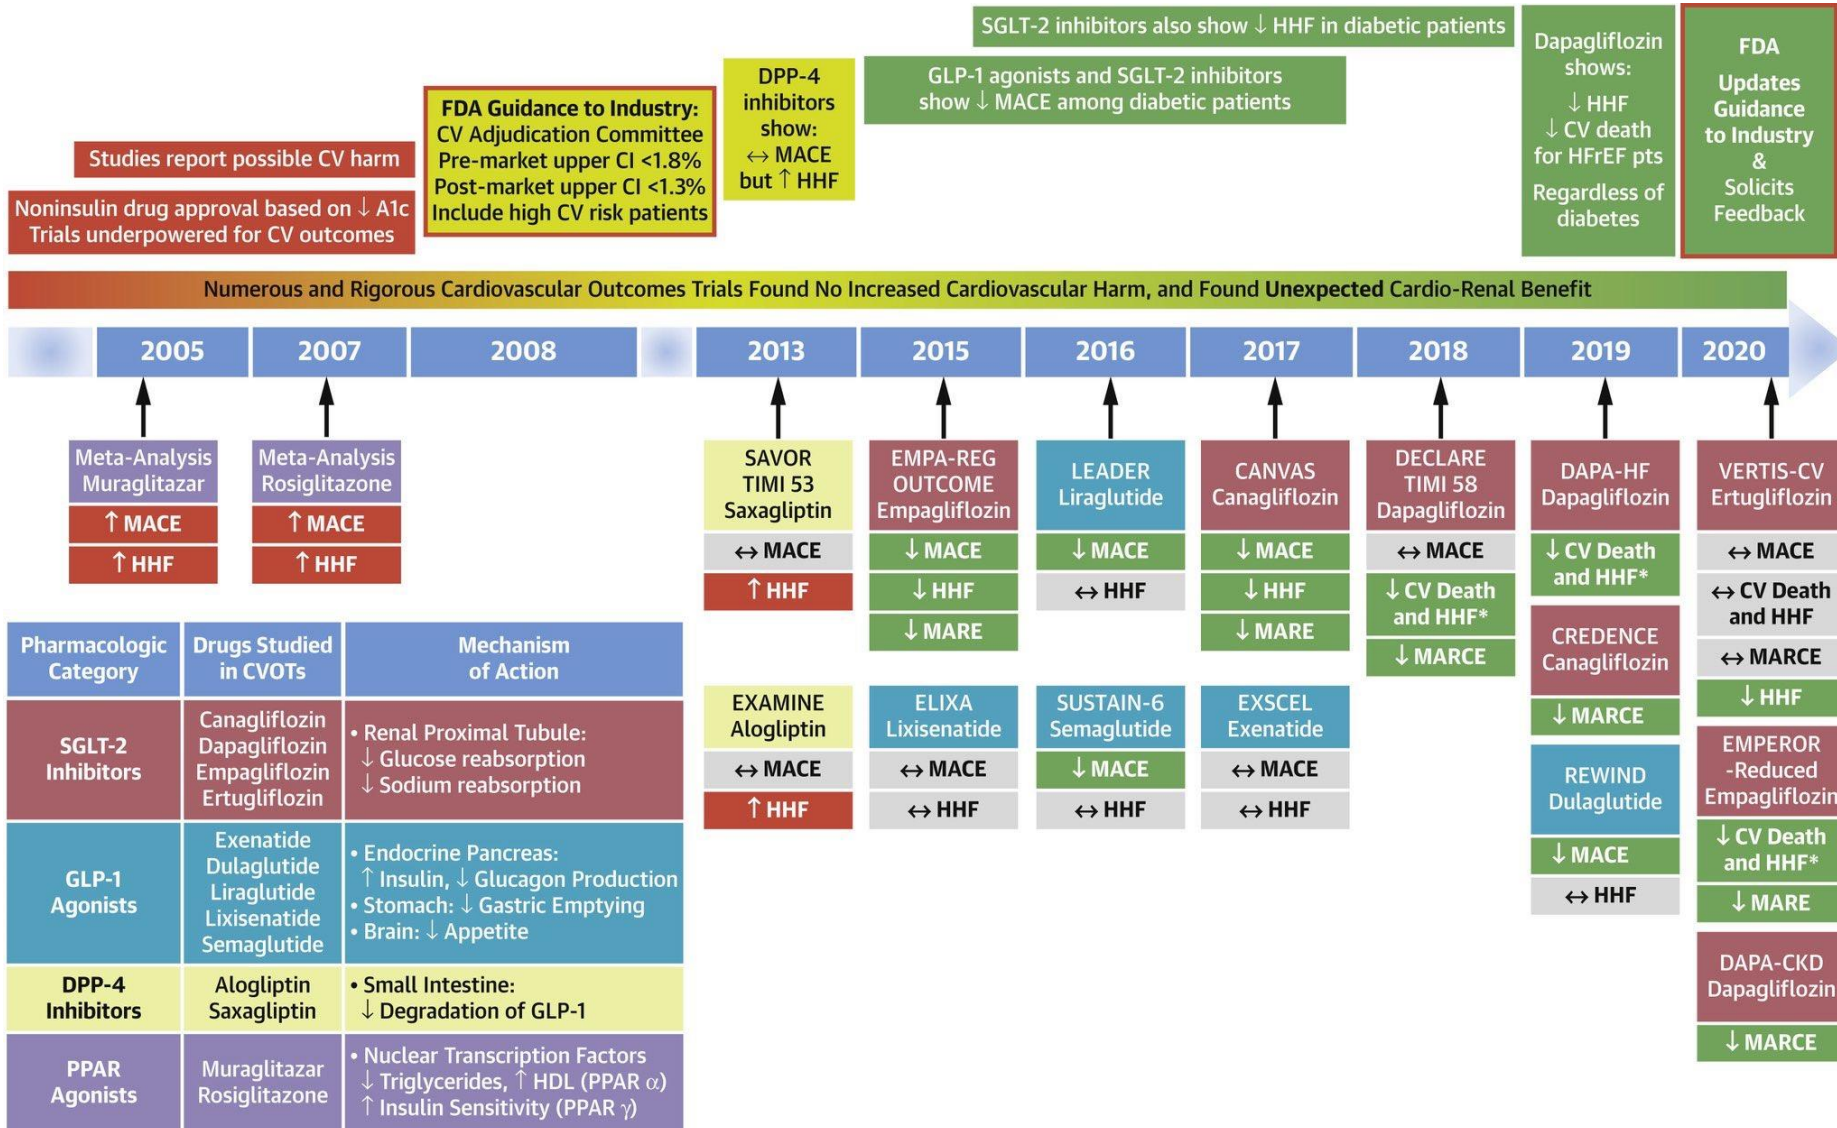 SGLT-2 inhibitors also show ↓ HHF in diabetic patients
Dapagliflozin
shows:
↓ HHF
↓ CV death
for HFrEF pts
Regardless of
diabetes
FDA
Updates
Guidance
to Industry
&
Solicits
Feedback
GLP-1 agonists and SGLT-2 inhibitors
show ↓ MACE among diabetic patients
DPP-4
inhibitors
show:
↔ MACE
but ↑ HHF
FDA Guidance to Industry:
CV Adjudication Committee
Pre-market upper CI <1.8%
Post-market upper CI <1.3%
Include high CV risk patients
Studies report possible CV harm
Noninsulin drug approval based on ↓ A1c
Trials underpowered for CV outcomes
Numerous and Rigorous Cardiovascular Outcomes Trials Found No Increased Cardiovascular Harm, and Found Unexpected Cardio-Renal Benefit
2005
2007
2008
2013
2015
2016
2017
2018
2019
2020
Meta-Analysis
Muraglitazar
↑ MACE
↑ HHF
Meta-Analysis
Rosiglitazone
↑ MACE
↑ HHF
SAVOR
TIMI 53
Saxagliptin
↔ MACE
↑ HHF
EXAMINE
Alogliptin
↔ MACE
↑ HHF
EMPA-REG
OUTCOME
Empagliflozin
↓ MACE
↓ HHF
↓ MARE
ELIXA
Lixisenatide
↔ MACE
↔ HHF
LEADER
Liraglutide
↓ MACE
↔ HHF
SUSTAIN-6
Semaglutide
↓ MACE
↔ HHF
CANVAS
Canagliflozin
↓ MACE
↓ HHF
↓ MARE
EXSCEL
Exenatide
↔ MACE
↔ HHF
DECLARE
TIMI 58
Dapagliflozin
↔ MACE
↓ CV Death
and HHF*
↓ MARCE
DAPA-HF
Dapagliflozin
↓ CV Death
and HHF*
CREDENCE
Canagliflozin
↓ MARCE
REWIND
Dulaglutide
↓ MACE
↔ HHF
VERTIS-CV
Ertugliflozin
↔ MACE
↔ CV Death
and HHF
↔ MARCE
↓ HHF
EMPEROR
-Reduced
Empagliflozin
↓ CV Death
and HHF*
↓ MARE
DAPA-CKD
Dapagliflozin
↓ MARCE
Pharmacologic
Category
Drugs Studied
in CVOTs
Mechanism
of Action
SGLT-2
Inhibitors
Canagliflozin
Dapagliflozin
Empagliflozin
Ertugliflozin
• Renal Proximal Tubule:
↓ Glucose reabsorption
↓ Sodium reabsorption
GLP-1
Agonists
Exenatide
Dulaglutide
Liraglutide
Lixisenatide
Semaglutide
• Endocrine Pancreas:
↑ Insulin, ↓ Glucagon Production
• Stomach: ↓ Gastric Emptying
• Brain: ↓ Appetite
DPP-4
Inhibitors
Alogliptin
Saxagliptin
• Small Intestine:
↓ Degradation of GLP-1
PPAR
Agonists
Muraglitazar
Rosiglitazone
• Nuclear Transcription Factors
↓ Triglycerides, ↑ HDL (PPAR α)
↑ Insulin Sensitivity (PPAR γ)